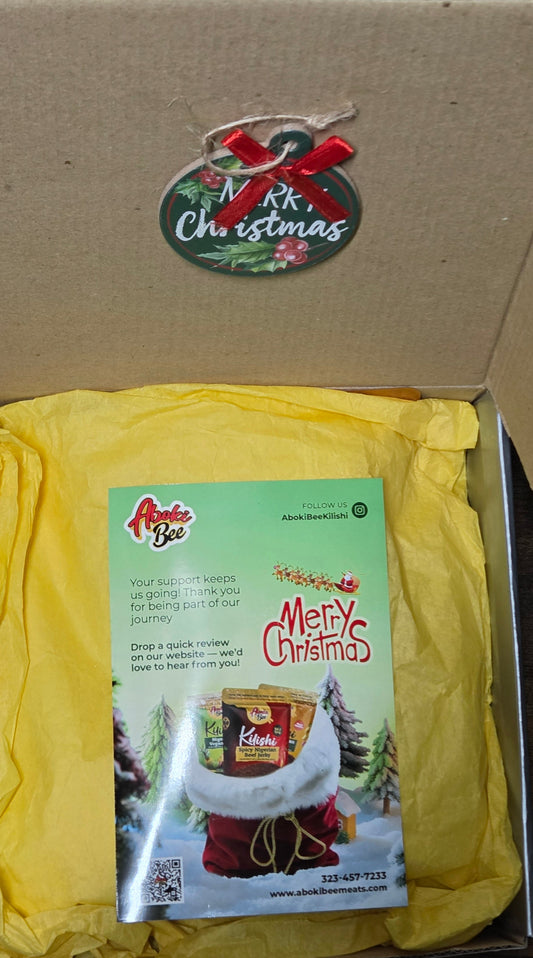 MERRY
Christmas
Aboki
Bee
FOLLOW US
AbokiBeeKilishi
Your support keeps
us going! Thank you
for being part of our
journey
Drop a quick review
on our website — we'd
love to hear from you!
Merry
Christmas
Aboki
Bee
Kilishi
Spicy Nigerian
Beef Jerky
323-457-7233
www.abokibeemeats.com